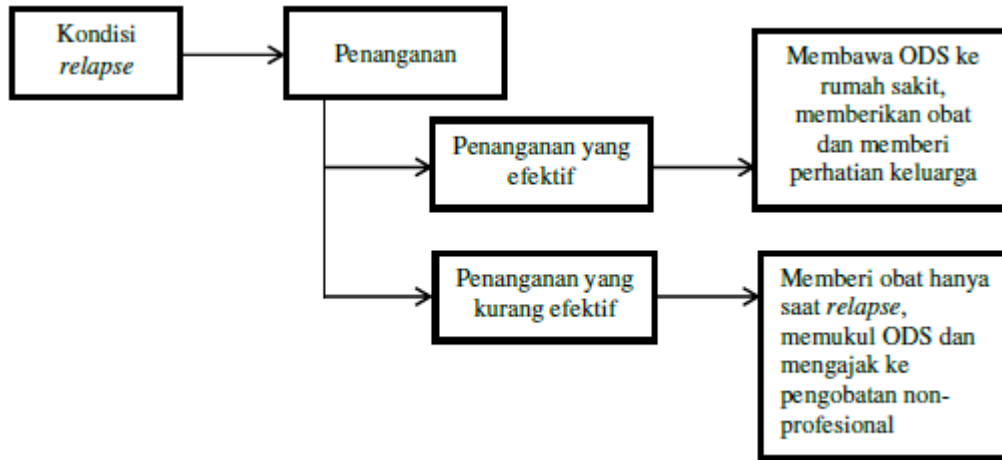 Kondisi
relapse
Penanganan
Membawa ODS ke
rumah sakit,
memberikan obat
dan memberi
perhatian keluarga
Penanganan yang
efektif
Penanganan yang
kurang efektif
Memberi obat hanya
saat relapse,
memukul ODS dan
mengajak ke
pengobatan non-
profesional